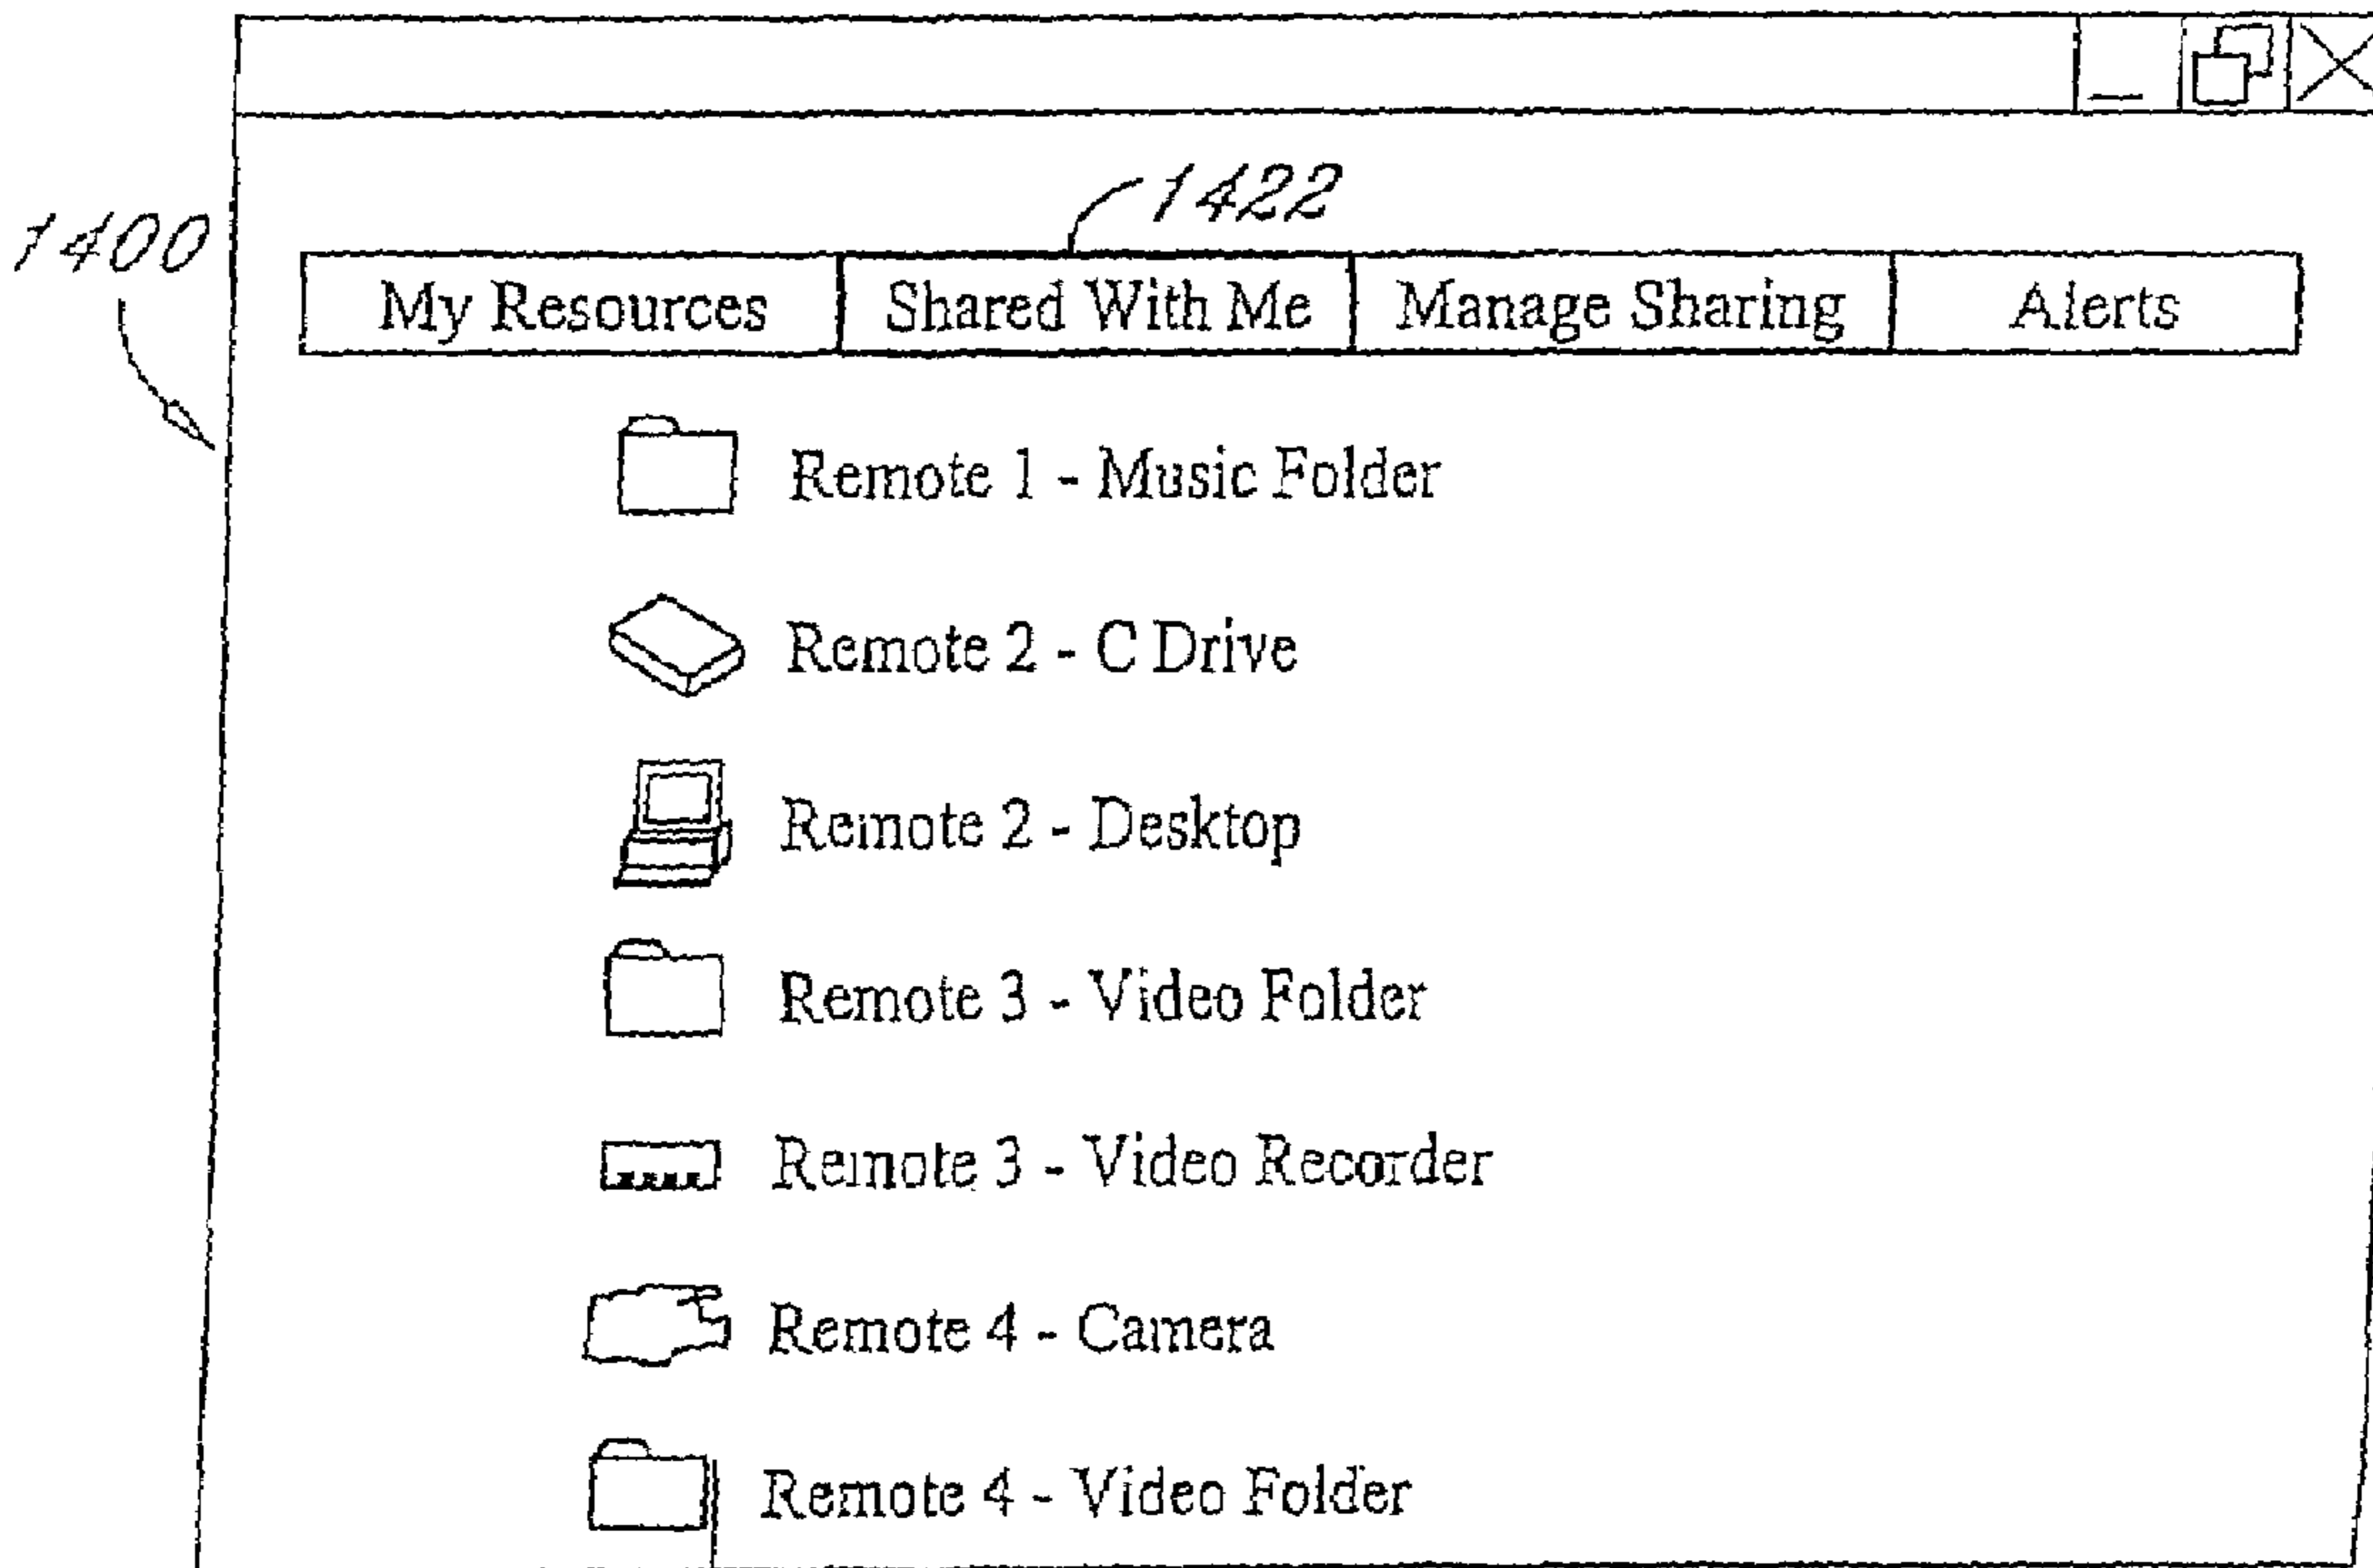 1422
1400
My Resources Shared With Me Manage Sharing Alerts
Remote 1 - Music Folder
Remote 2 - C Drive
Remote 2 - Desktop
Remote 3 - Video Folder
Remote 3 - Video Recorder
Remote 4 - Camera
Remote 4 - Video Folder